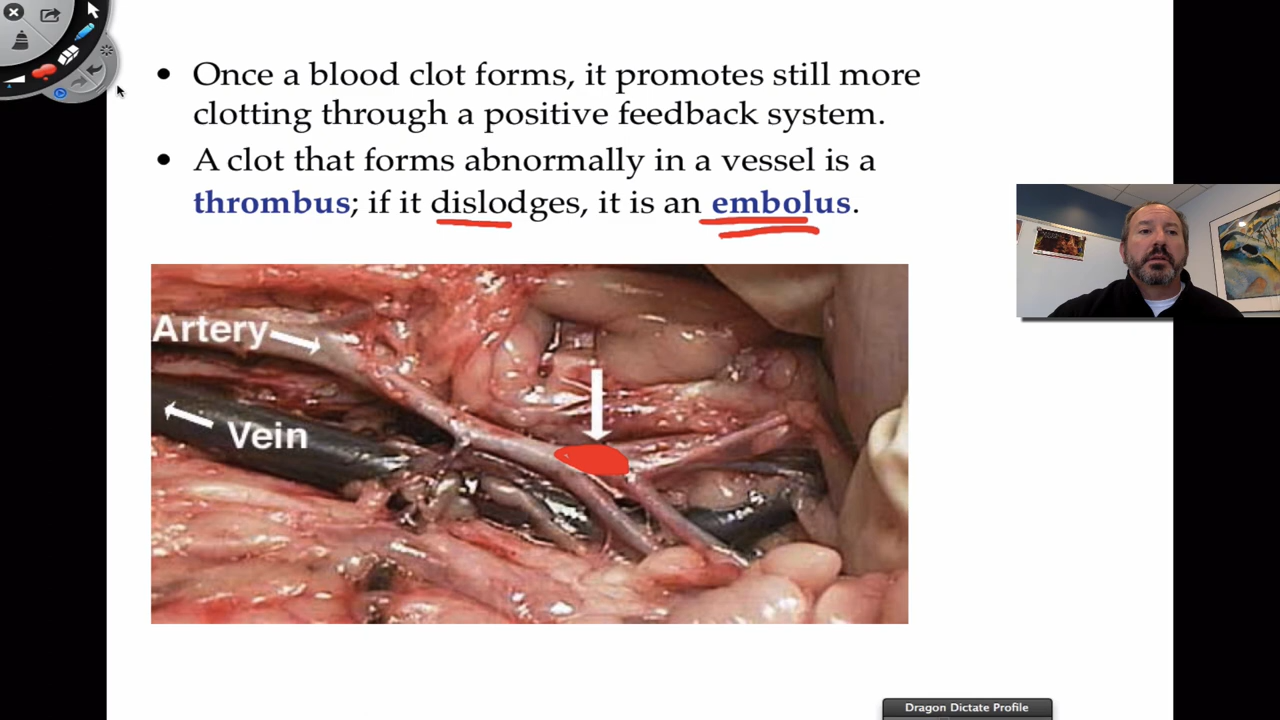 • Once a blood clot forms, it promotes still more
clotting through a positive feedback system.
• A clot that forms abnormally in a vessel is a
thrombus; if it dislodges, it is an embolus.
Artery
Vein
Dragon Dictate Profile